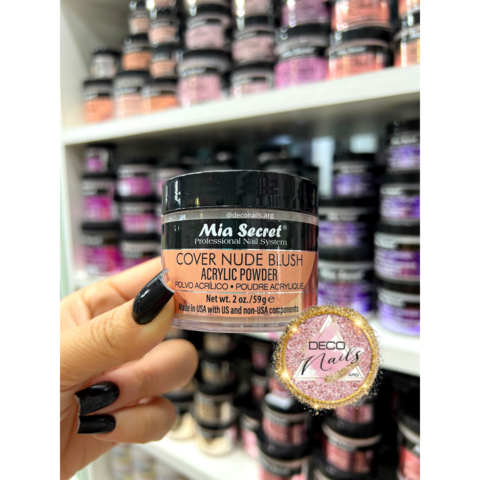 @deconails.arg
Mia Secret®
Professional Nail System
COVER NUDE BLUSH
ACRYLIC POWDER
POLVO ACRÍLICO • POUDRE ACRYLIQUE
Net wt. 2 oz./59g e
Made in USA with US and non-USA components
DECO
Nails